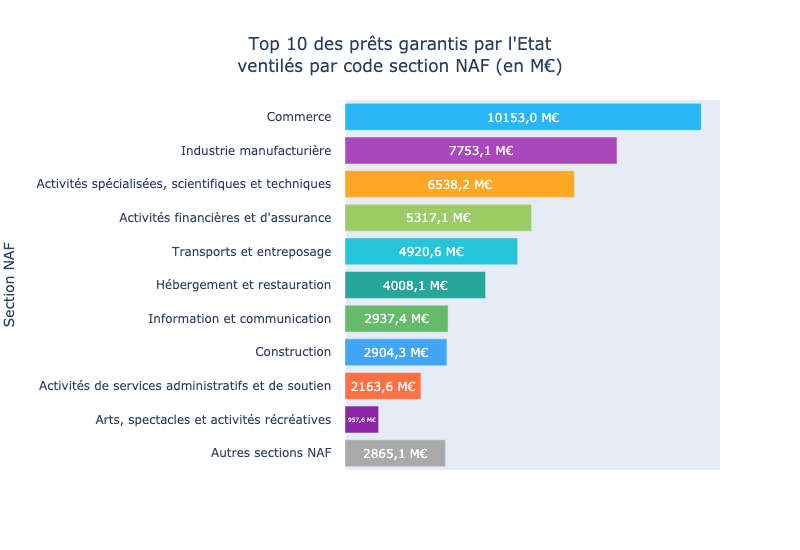 Top 10 des prêts garantis par l'Etat
ventilés par code section NAF (en M€)
Section NAF
Commerce 10153,0 M€
Industrie manufacturière 7753,1 M€
Activités spécialisées, scientifiques et techniques 6538,2 M€
Activités financières et d'assurance 5317,1 M€
Transports et entreposage 4920,6 M€
Hébergement et restauration 4008,1 M€
Information et communication 2937,4 M€
Construction 2904,3 M€
Activités de services administratifs et de soutien 2163,6 M€
Arts, spectacles et activités récréatives 957,6 M€
Autres sections NAF 2865,1 M€